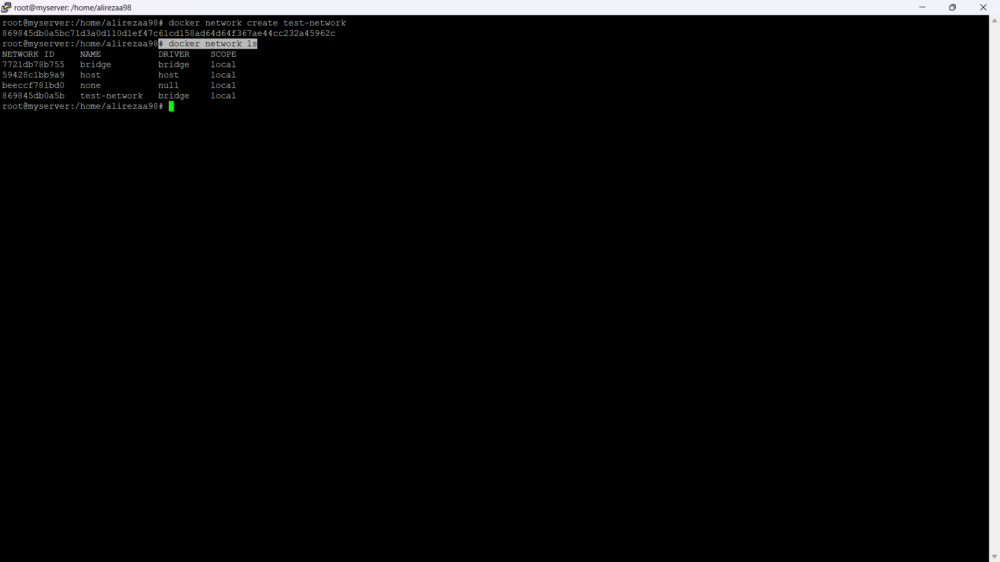 root@myserver: /home/alirezaa98
root@myserver:/home/alirezaa98# docker network create test-network
869845db0a5bc71d3a0d110d1ef47c61cd158ad64d64f367ae44cc232a45962c
root@myserver:/home/alirezaa98# docker network ls
NETWORK ID     NAME           DRIVER    SCOPE
7721db78b755   bridge         bridge    local
59428c1bb9a9   host           host      local
beeccf781bd0   none           null      local
869845db0a5b   test-network   bridge    local
root@myserver:/home/alirezaa98#